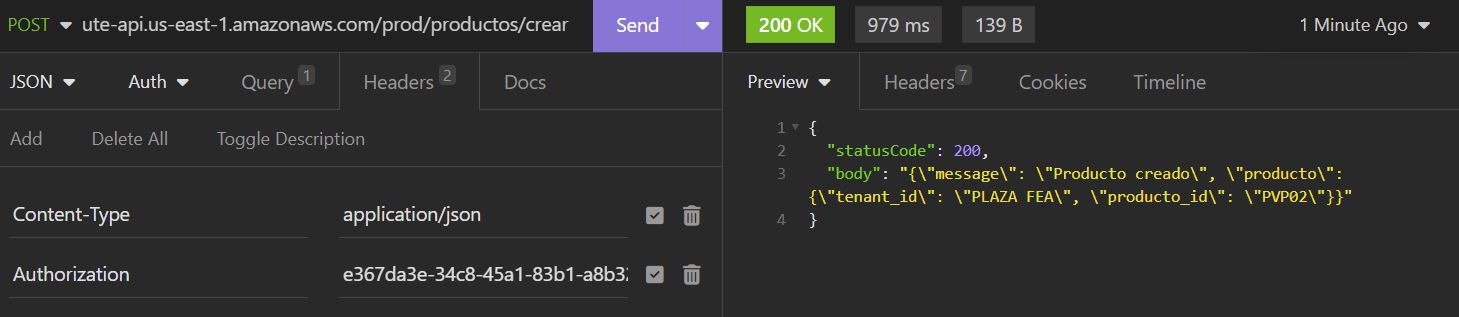 POST ute-api.us-east-1.amazonaws.com/prod/productos/crear Send 200 OK 979 ms 139 B 1 Minute Ago
JSON Auth Query 1 Headers 2 Docs Preview Headers 7 Cookies Timeline
Add Delete All Toggle Description
Content-Type application/json
Authorization e367da3e-34c8-45a1-83b1-a8b32
1 {
2 "statusCode": 200,
3 "body": "{\"message\": \"Producto creado\", \"producto\":
{\"tenant_id\": \"PLAZA FEA\", \"producto_id\": \"PVP02\"}}"
4 }